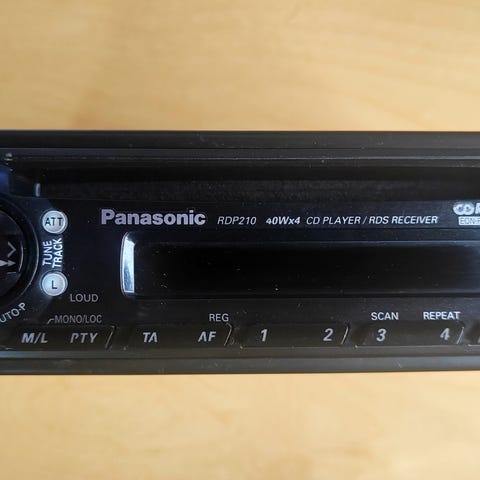 Panasonic RDP210 40Wx4 CD PLAYER / RDS RECEIVER
ATT
TUNE
TRACK
L
LOUD
MONO/LOC
REG
SCAN
REPEAT
M/L
PTY
TA
AF
1
2
3
4